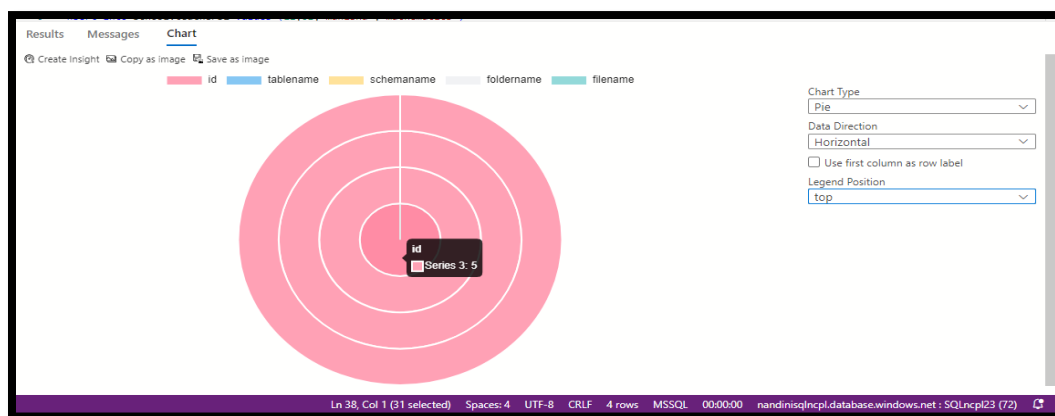 Results Messages Chart
Create Insight Copy as image Save as image
id tablename schemaname foldername filename
Chart Type
Pie
Data Direction
Horizontal
Use first column as row label
Legend Position
top
id
Series 3: 5
Ln 38, Col 1 (31 selected) Spaces: 4 UTF-8 CRLF 4 rows MSSQL 00:00:00 nandinisqlncpl.database.windows.net : SQLncpl23 (72)